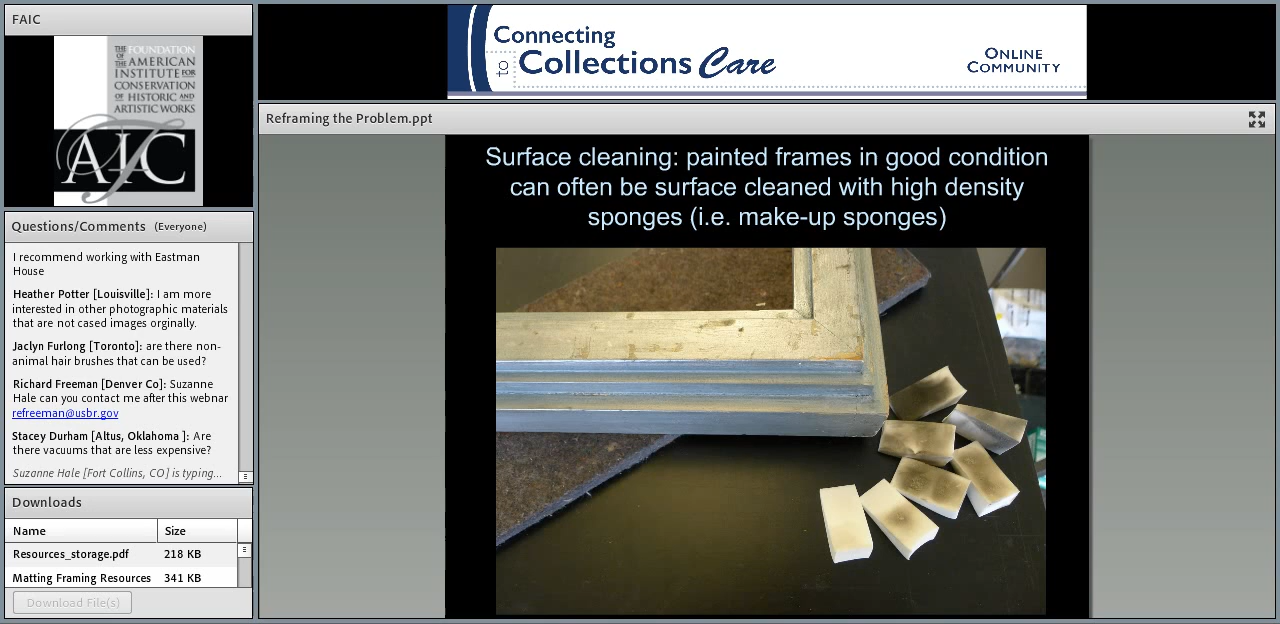 FAIC
THE FOUNDATION
OF THE AMERICAN
INSTITUTE FOR
CONSERVATION
OF HISTORIC AND
ARTISTIC WORKS
FAIC
Questions/Comments (Everyone)
I recommend working with Eastman
House
Heather Potter [Louisville]: I am more
interested in other photographic materials
that are not cased images orginally.
Jaclyn Furlong [Toronto]: are there non-
animal hair brushes that can be used?
Richard Freeman [Denver Co]: Suzanne
Hale can you contact me after this webnar
refreeman@usbr.gov
Stacey Durham [Altus, Oklahoma ]: Are
there vacuums that are less expensive?
Suzanne Hale [Fort Collins, CO] is typing...
Downloads
Name Size
Resources_storage.pdf 218 KB
Matting Framing Resources 341 KB
Download File(s)
Connecting
to Collections Care
ONLINE
COMMUNITY
Reframing the Problem.ppt
Surface cleaning: painted frames in good condition
can often be surface cleaned with high density
sponges (i.e. make-up sponges)